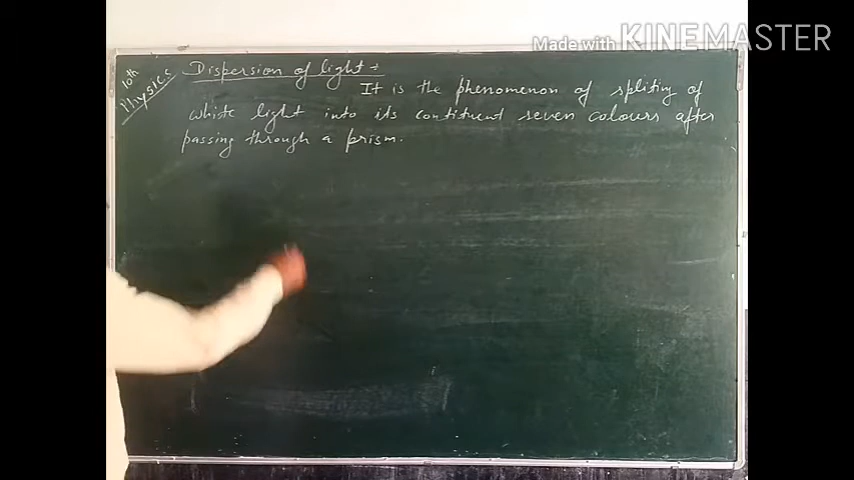 Made with KINEMASTER
10th
Physics
Dispersion of light :
It is the phenomenon of spliting of
white light into its contituent seven colours after
passing through a prism.